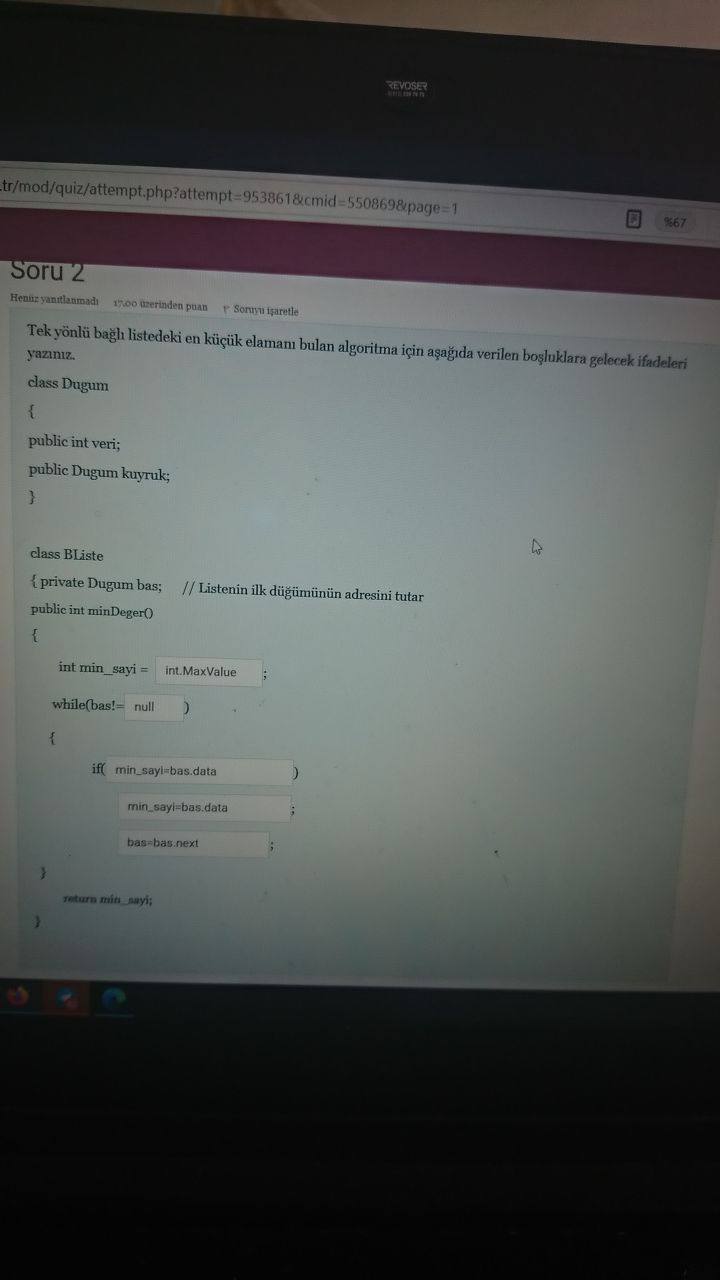 REVOSER
.tr/mod/quiz/attempt.php?attempt=953861&cmid=550869&page=1
%67
Soru 2
Henüz yanıtlanmadı 17,00 üzerinden puan Soruyu işaretle
Tek yönlü bağlı listedeki en küçük elamanı bulan algoritma için aşağıda verilen boşluklara gelecek ifadeleri
yazınız.
class Dugum
{
public int veri;
public Dugum kuyruk;
}
class BListe
{ private Dugum bas; // Listenin ilk düğümünün adresini tutar
public int minDeger()
{
int min_sayi = int.MaxValue ;
while(bas!= null )
{
if( min_sayi=bas.data )
min_sayi=bas.data ;
bas=bas.next ;
}
return min_sayi;
}